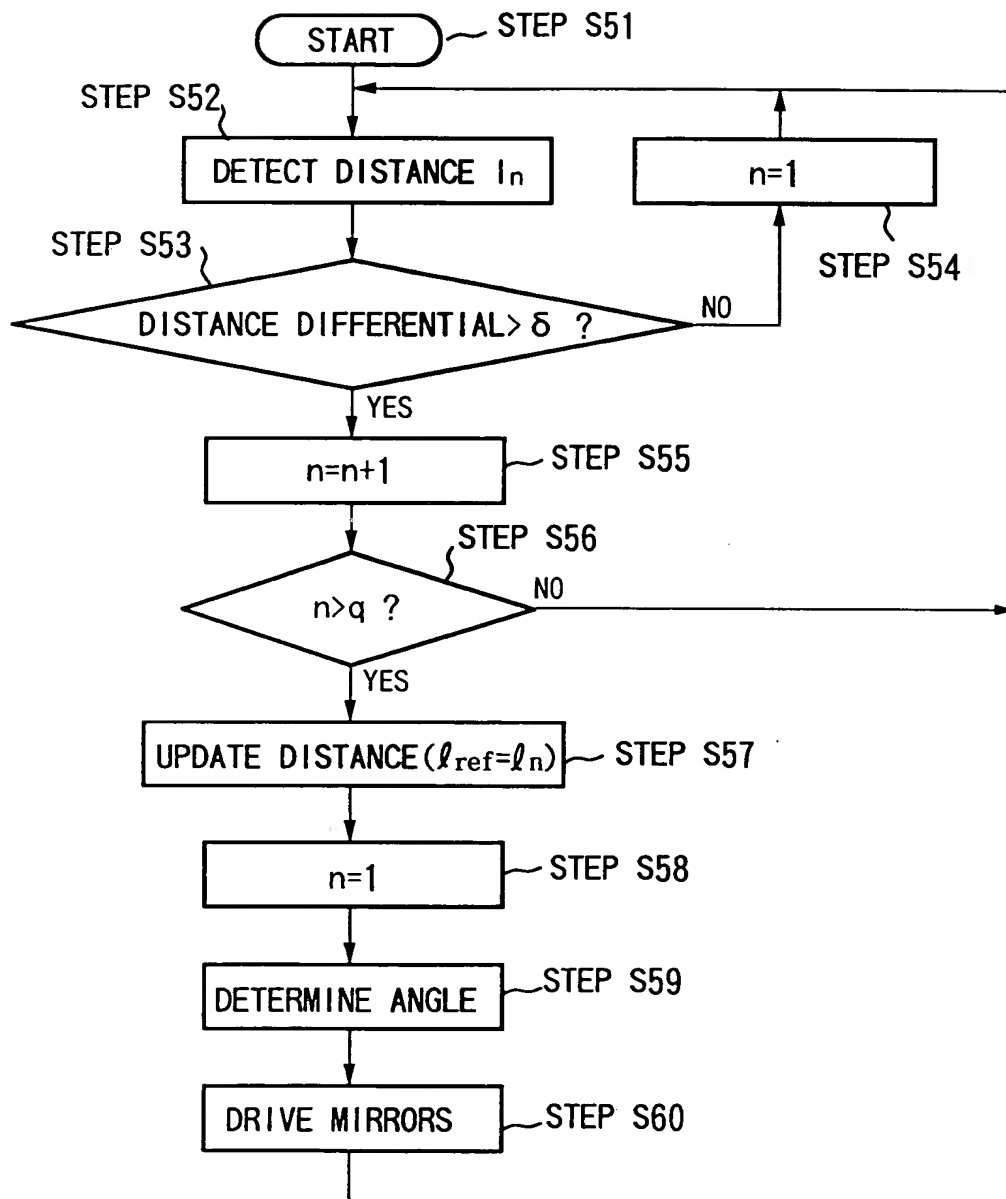 START
STEP S51
STEP S52
DETECT DISTANCE ln
n=1
STEP S54
STEP S53
DISTANCE DIFFERENTIAL>δ ?
NO
YES
n=n+1
STEP S55
STEP S56
n>q ?
NO
YES
UPDATE DISTANCE(ℓref=ℓn)
STEP S57
n=1
STEP S58
DETERMINE ANGLE
STEP S59
DRIVE MIRRORS
STEP S60